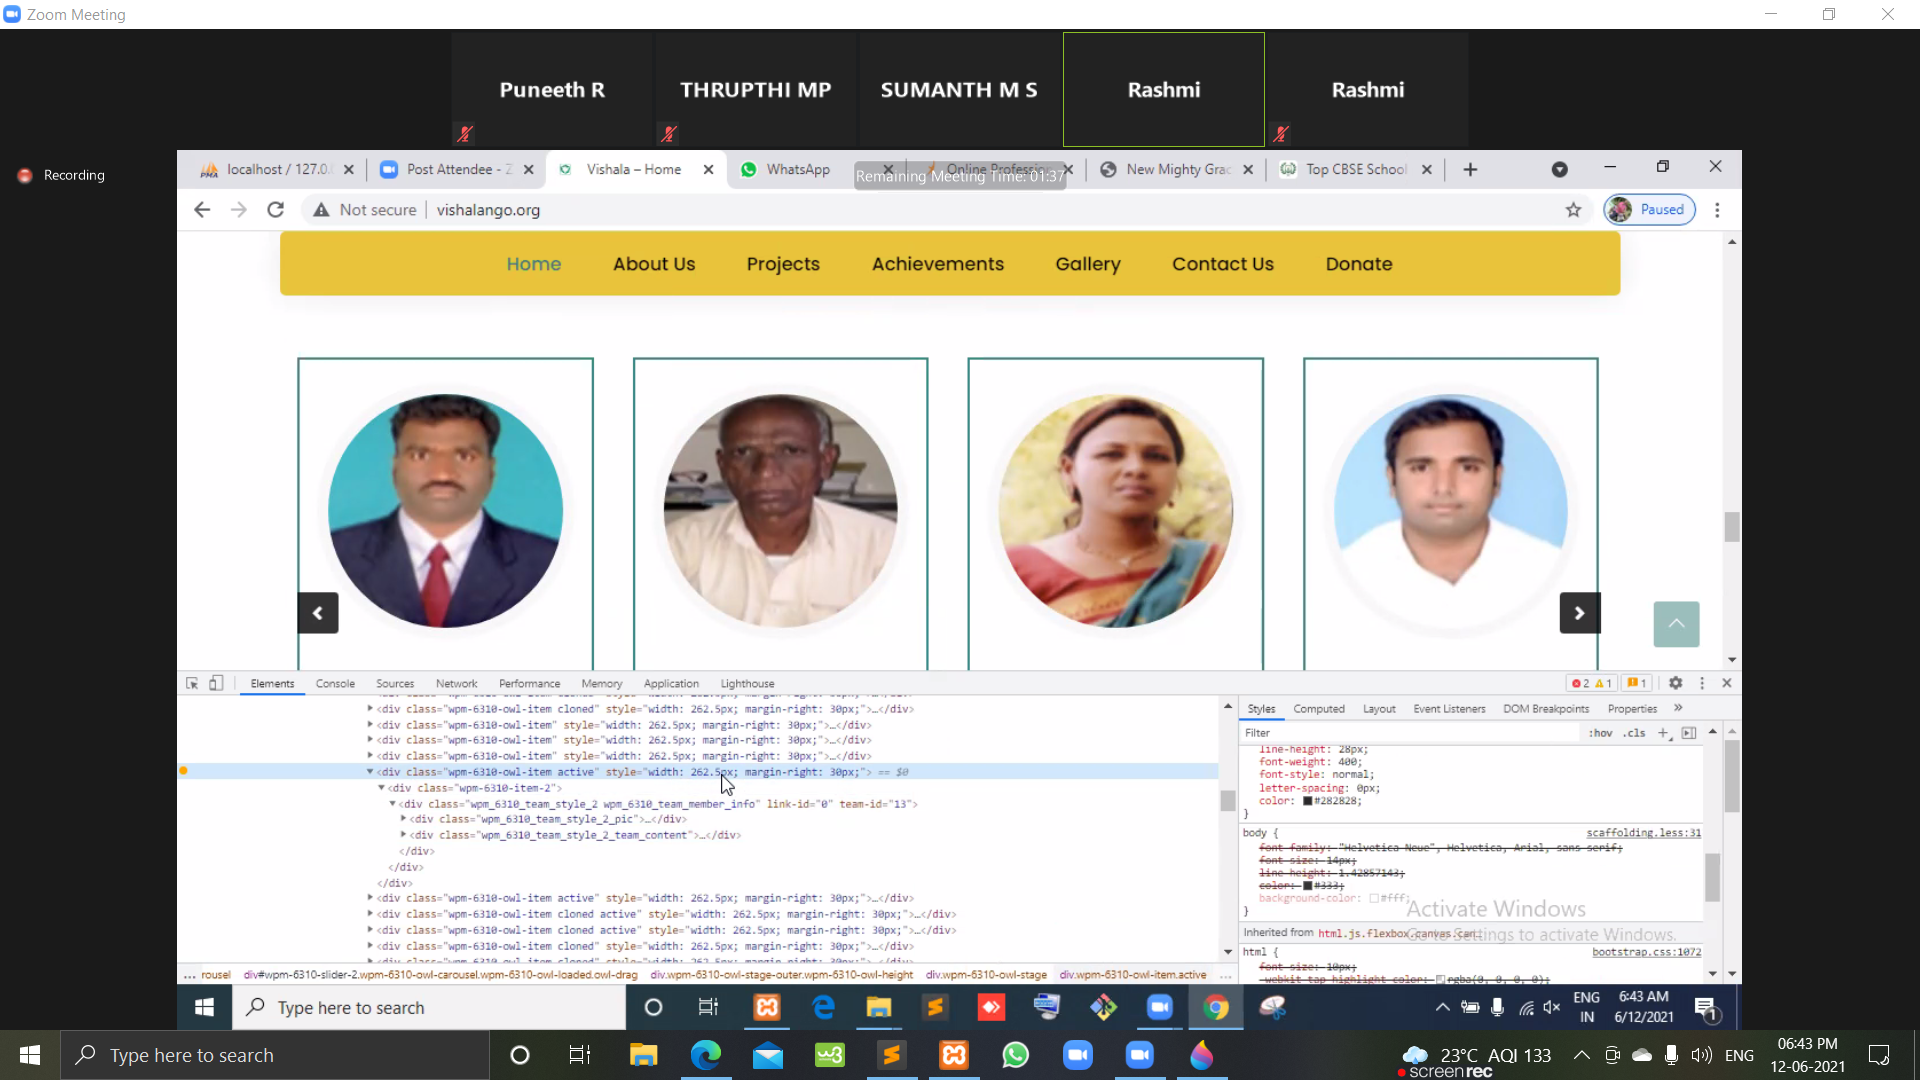 Zoom Meeting
Puneeth R
THRUPTHI MP
SUMANTH M S
Rashmi
Rashmi
Recording
localhost / 127.0.
Post Attendee - Z
Vishala – Home
WhatsApp
Online Profession
New Mighty Grac
Top CBSE School
Remaining Meeting Time: 01:37
Not secure
vishalango.org
Paused
Home
About Us
Projects
Achievements
Gallery
Contact Us
Donate
Elements
Console
Sources
Network
Performance
Memory
Application
Lighthouse
2
1
1
<div class="wpm-6310-owl-item cloned" style="width: 262.5px; margin-right: 30px;">…</div>
<div class="wpm-6310-owl-item" style="width: 262.5px; margin-right: 30px;">…</div>
<div class="wpm-6310-owl-item" style="width: 262.5px; margin-right: 30px;">…</div>
<div class="wpm-6310-owl-item" style="width: 262.5px; margin-right: 30px;">…</div>
<div class="wpm-6310-owl-item active" style="width: 262.5px; margin-right: 30px;"> == $0
<div class="wpm-6310-item-2">
<div class="wpm_6310_team_style_2 wpm_6310_team_member_info" link-id="0" team-id="13">
<div class="wpm_6310_team_style_2_pic">…</div>
<div class="wpm_6310_team_style_2_team_content">…</div>
</div>
</div>
</div>
<div class="wpm-6310-owl-item active" style="width: 262.5px; margin-right: 30px;">…</div>
<div class="wpm-6310-owl-item cloned active" style="width: 262.5px; margin-right: 30px;">…</div>
<div class="wpm-6310-owl-item cloned active" style="width: 262.5px; margin-right: 30px;">…</div>
<div class="wpm-6310-owl-item cloned" style="width: 262.5px; margin-right: 30px;">…</div>
... rousel div#wpm-6310-slider-2.wpm-6310-owl-carousel.wpm-6310-owl-loaded.owl-drag div.wpm-6310-owl-stage-outer.wpm-6310-owl-height div.wpm-6310-owl-stage div.wpm-6310-owl-item.active ...
Styles
Computed
Layout
Event Listeners
DOM Breakpoints
Properties
»
Filter
:hov .cls
line-height: 28px;
font-weight: 400;
font-style: normal;
letter-spacing: 0px;
color: #282828;
}
body {
scaffolding.less:31
font-family: "Helvetica Neue", Helvetica, Arial, sans-serif;
font-size: 14px;
line-height: 1.42857143;
color: #333;
background-color: #fff;
}
Activate Windows
Go to Settings to activate Windows.
Inherited from html.js.flexbox.canvas.can…
html {
bootstrap.css:1072
font-size: 10px;
-webkit-tap-highlight-color: rgba(0, 0, 0, 0);
Type here to search
ENG
IN
6:43 AM
6/12/2021
1
Type here to search
w3
23°C AQI 133
ENG
06:43 PM
12-06-2021
screenrec